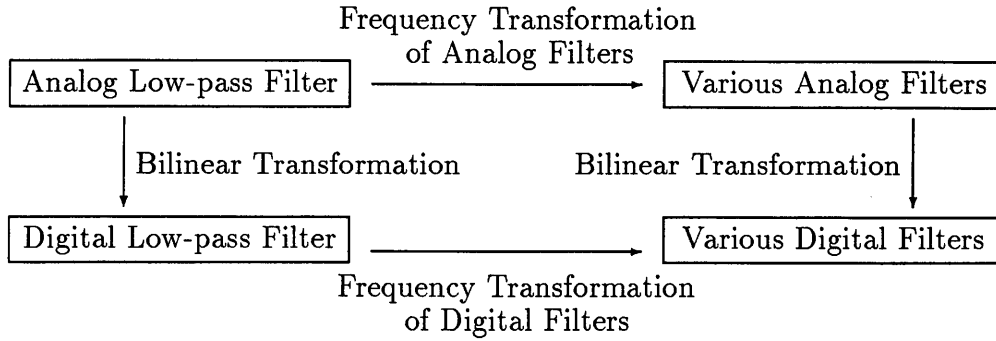 Frequency Transformation
of Analog Filters
Analog Low-pass Filter
Various Analog Filters
Bilinear Transformation
Bilinear Transformation
Digital Low-pass Filter
Various Digital Filters
Frequency Transformation
of Digital Filters